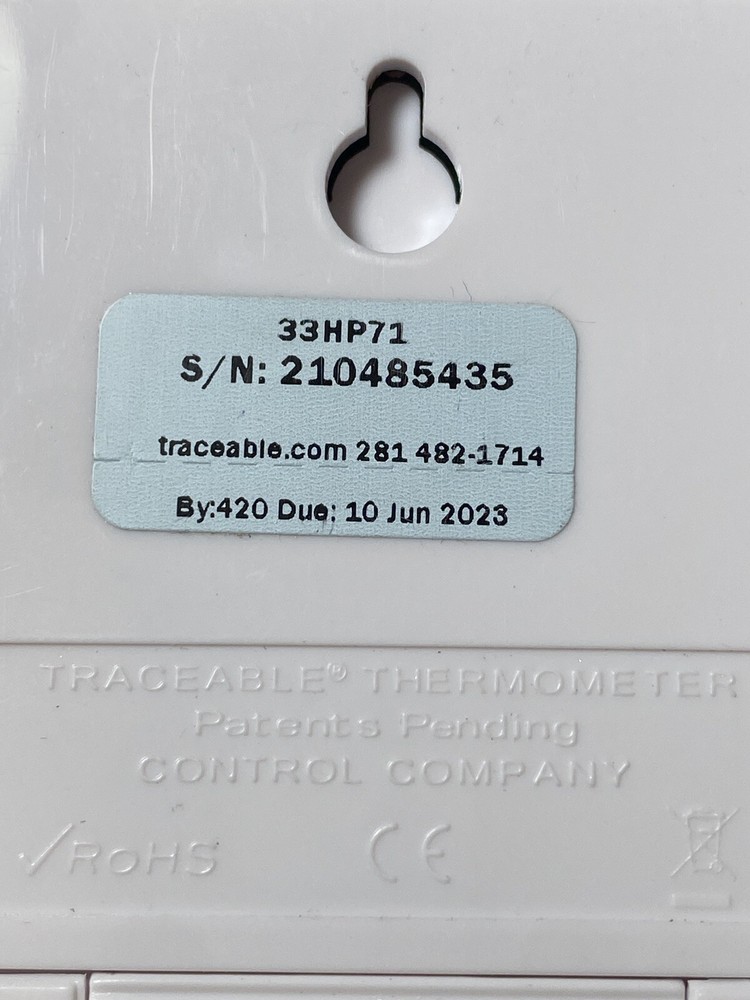 33HP71
S/N: 210485435
traceable.com 281 482-1714
By:420 Due: 10 Jun 2023
TRACEABLE® THERMOMETER
Patents Pending
CONTROL COMPANY
✓RoHS CE